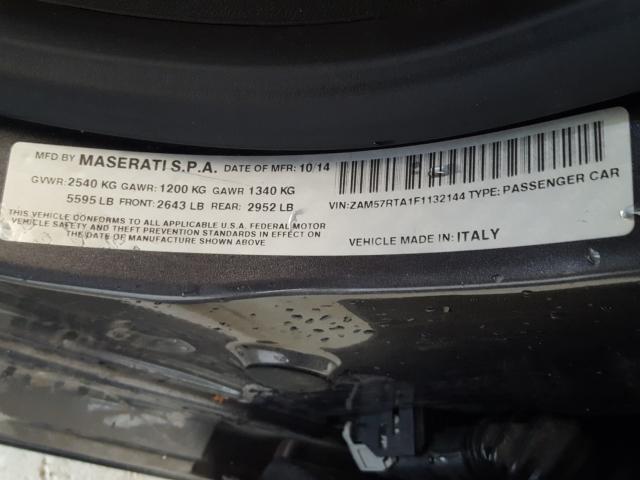 MFD BY MASERATI S.P.A. DATE OF MFR: 10/14
GVWR: 2540 KG GAWR: 1200 KG GAWR 1340 KG
5595 LB FRONT: 2643 LB REAR: 2952 LB
THIS VEHICLE CONFORMS TO ALL APPLICABLE U.S.A. FEDERAL MOTOR
VEHICLE SAFETY AND THEFT PREVENTION STANDARDS IN EFFECT ON
THE DATE OF MANUFACTURE SHOWN ABOVE
VIN:ZAM57RTA1F1132144 TYPE: PASSENGER CAR
VEHICLE MADE IN: ITALY